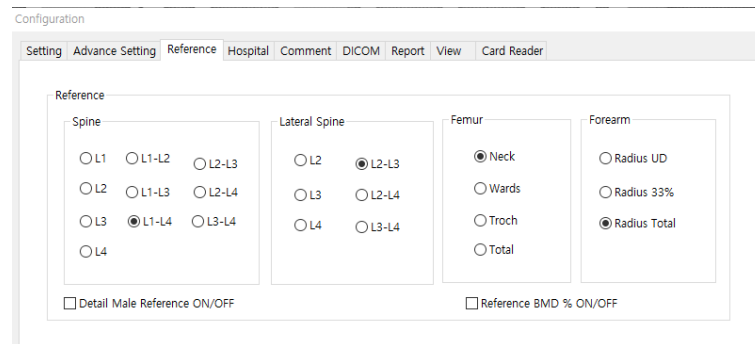 Configuration
Setting Advance Setting Reference Hospital Comment DICOM Report View Card Reader
Reference
Spine Lateral Spine Femur Forearm
L1 L1-L2 L2-L3 L2 L2-L3 Neck Radius UD
L2 L1-L3 L2-L4 L3 L2-L4 Wards Radius 33%
L3 L1-L4 L3-L4 L4 L3-L4 Troch Radius Total
L4 Total
Detail Male Reference ON/OFF Reference BMD % ON/OFF